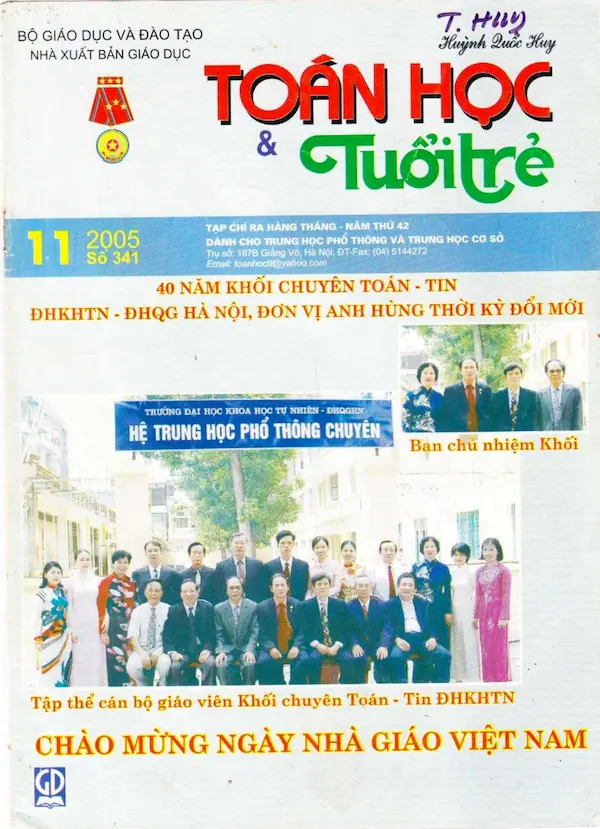 BỘ GIÁO DỤC VÀ ĐÀO TẠO
NHÀ XUẤT BẢN GIÁO DỤC
T. HUY
Huỳnh Quốc Huy
TOÁN HỌC
& Tuổi trẻ
11 2005
Số 341
TẠP CHÍ RA HÀNG THÁNG - NĂM THỨ 42
DÀNH CHO TRUNG HỌC PHỔ THÔNG VÀ TRUNG HỌC CƠ SỞ
Trụ sở: 187B Giảng Võ, Hà Nội, ĐT-Fax: (04) 5144272
Email: toanhoctt@yahoo.com
40 NĂM KHỐI CHUYÊN TOÁN - TIN
ĐHKHTN - ĐHQG HÀ NỘI, ĐƠN VỊ ANH HÙNG THỜI KỲ ĐỔI MỚI
Ban chủ nhiệm Khối
TRƯỜNG ĐẠI HỌC KHOA HỌC TỰ NHIÊN - ĐHQGHN
HỆ TRUNG HỌC PHỔ THÔNG CHUYÊN
Tập thể cán bộ giáo viên Khối chuyên Toán - Tin ĐHKHTN
CHÀO MỪNG NGÀY NHÀ GIÁO VIỆT NAM
GD